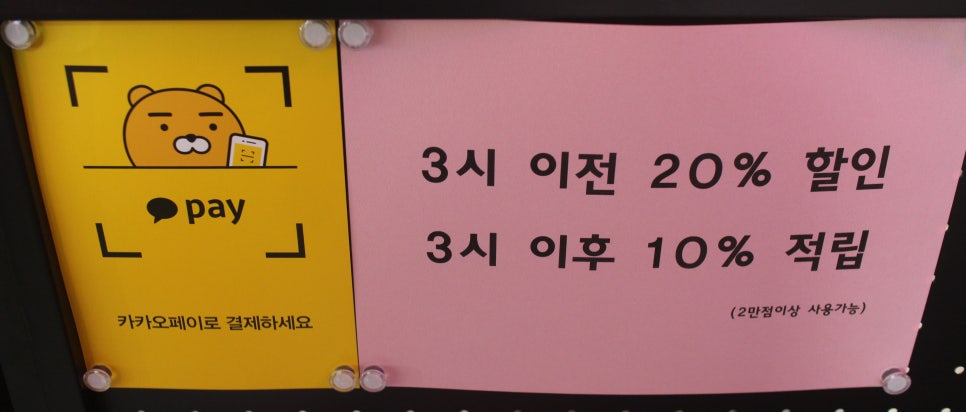 pay
카카오페이로 결제하세요
3시 이전 20% 할인
3시 이후 10% 적립
(2만점이상 사용가능)